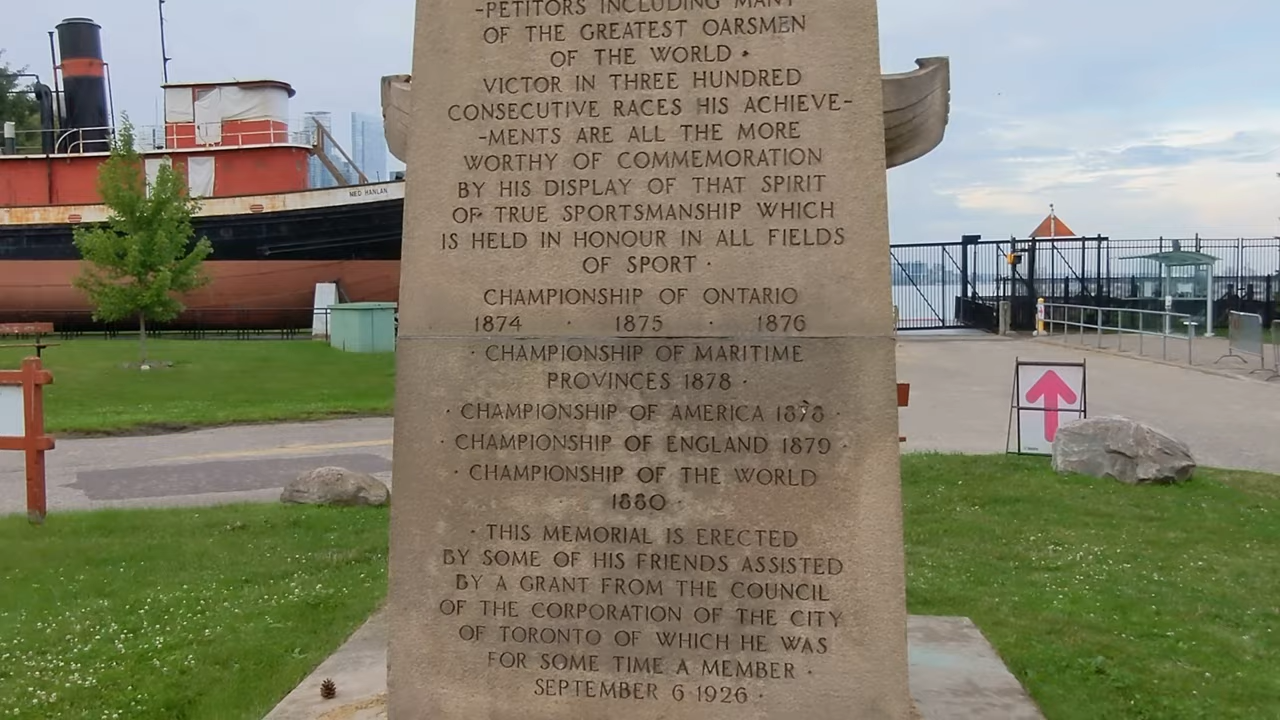 -PETITORS INCLUDING MANY
OF THE GREATEST OARSMEN
OF THE WORLD ·
VICTOR IN THREE HUNDRED
CONSECUTIVE RACES HIS ACHIEVE-
-MENTS ARE ALL THE MORE
WORTHY OF COMMEMORATION
BY HIS DISPLAY OF THAT SPIRIT
OF TRUE SPORTSMANSHIP WHICH
IS HELD IN HONOUR IN ALL FIELDS
OF SPORT ·
CHAMPIONSHIP OF ONTARIO
1874 · 1875 · 1876
· CHAMPIONSHIP OF MARITIME
PROVINCES 1878 ·
· CHAMPIONSHIP OF AMERICA 1878 ·
· CHAMPIONSHIP OF ENGLAND 1879 ·
· CHAMPIONSHIP OF THE WORLD
· 1880 ·
· THIS MEMORIAL IS ERECTED
BY SOME OF HIS FRIENDS ASSISTED
BY A GRANT FROM THE COUNCIL
OF THE CORPORATION OF THE CITY
OF TORONTO OF WHICH HE WAS
FOR SOME TIME A MEMBER ·
SEPTEMBER 6 1926 ·
NED HANLAN